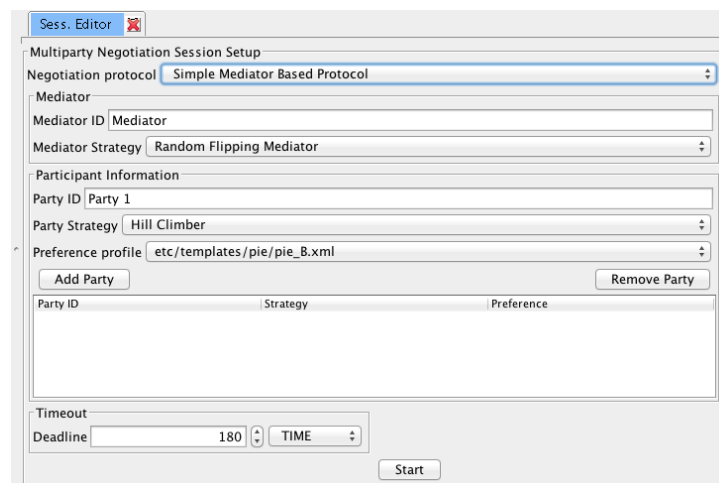 Sess. Editor
Multiparty Negotiation Session Setup
Negotiation protocol Simple Mediator Based Protocol
Mediator
Mediator ID Mediator
Mediator Strategy Random Flipping Mediator
Participant Information
Party ID Party 1
Party Strategy Hill Climber
Preference profile etc/templates/pie/pie_B.xml
Add Party Remove Party
Party ID Strategy Preference
Timeout
Deadline 180 TIME
Start